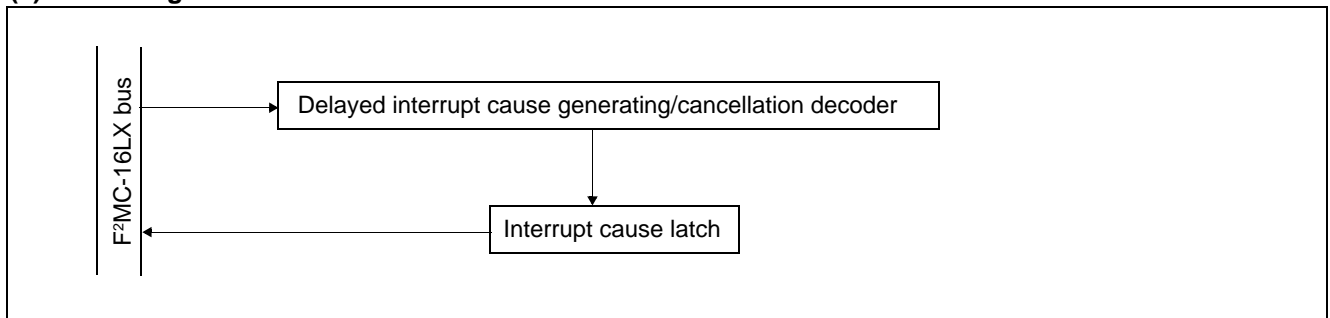 F²MC-16LX bus
Delayed interrupt cause generating/cancellation decoder
Interrupt cause latch